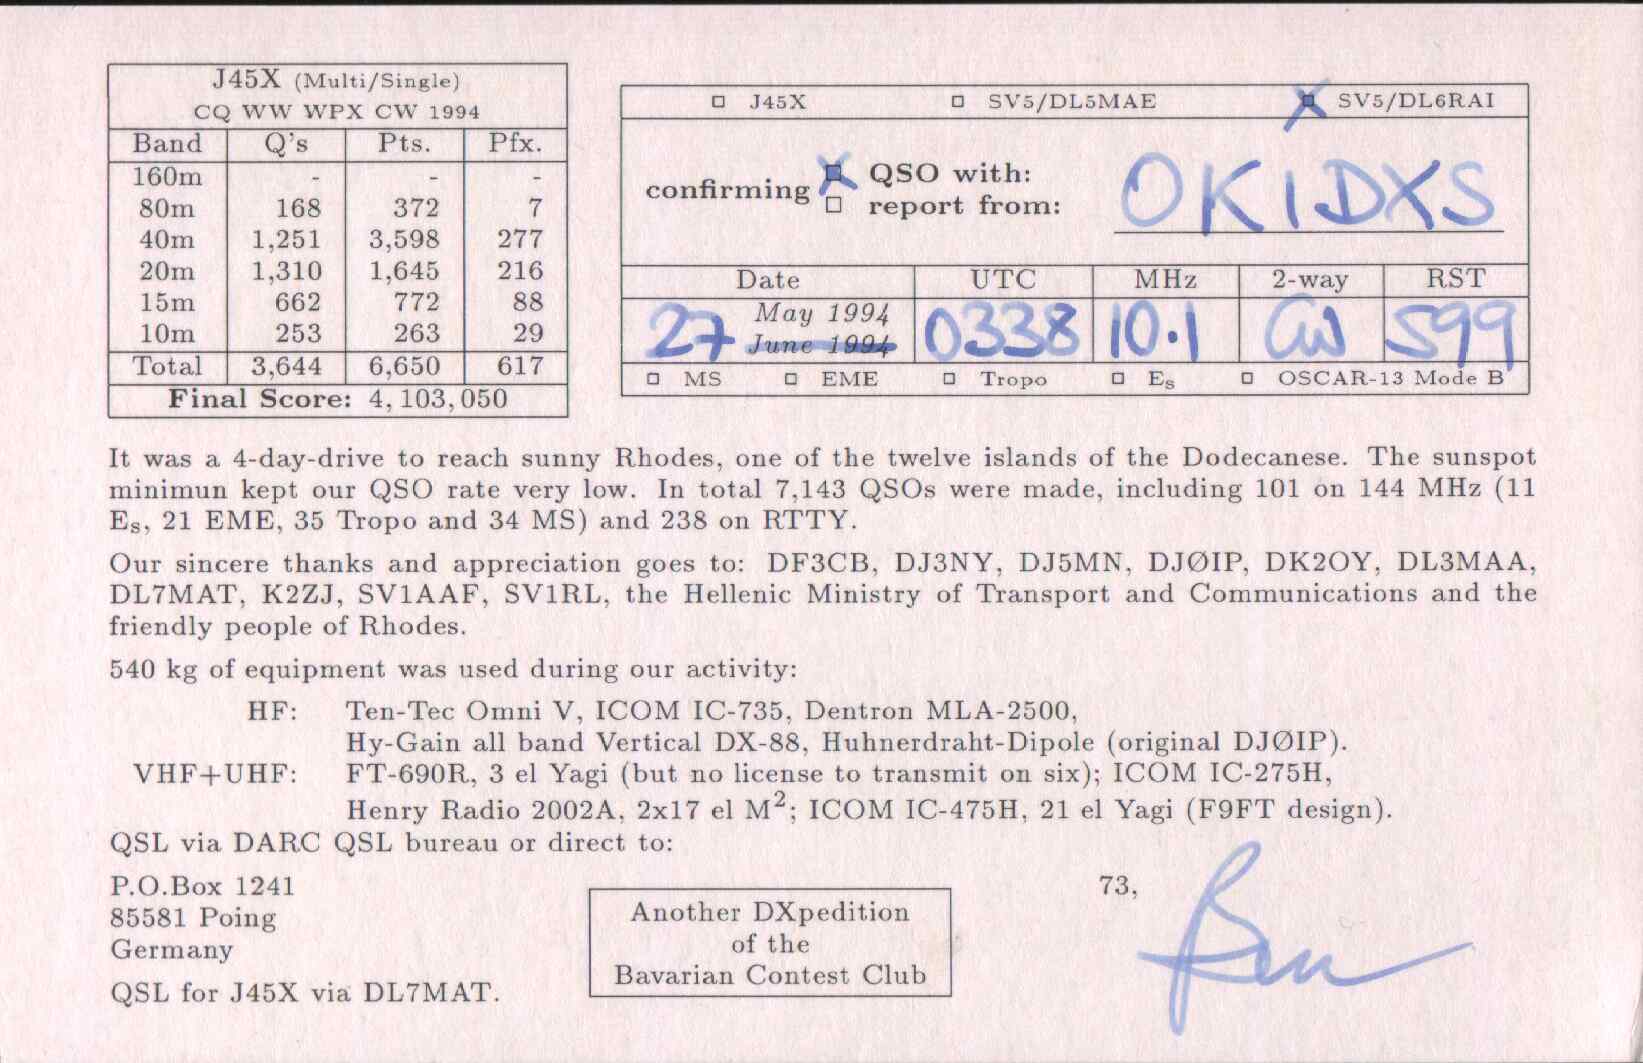 J45X (Multi/Single)
CQ WW WPX CW 1994
Band Q's Pts. Pfx.
160m - - -
80m 168 372 7
40m 1,251 3,598 277
20m 1,310 1,645 216
15m 662 772 88
10m 253 263 29
Total 3,644 6,650 617
Final Score: 4,103,050
□ J45X □ SV5/DL5MAE ☒ SV5/DL6RAI
confirming ☒ QSO with: OK1DXS
□ report from:
Date UTC MHz 2-way RST
27 May 1994 0338 10.1 CW 599
June 1994
□ MS □ EME □ Tropo □ Es □ OSCAR-13 Mode B
It was a 4-day-drive to reach sunny Rhodes, one of the twelve islands of the Dodecanese. The sunspot
minimun kept our QSO rate very low. In total 7,143 QSOs were made, including 101 on 144 MHz (11
Es, 21 EME, 35 Tropo and 34 MS) and 238 on RTTY.
Our sincere thanks and appreciation goes to: DF3CB, DJ3NY, DJ5MN, DJØIP, DK2OY, DL3MAA,
DL7MAT, K2ZJ, SV1AAF, SV1RL, the Hellenic Ministry of Transport and Communications and the
friendly people of Rhodes.
540 kg of equipment was used during our activity:
HF: Ten-Tec Omni V, ICOM IC-735, Dentron MLA-2500,
Hy-Gain all band Vertical DX-88, Huhnerdraht-Dipole (original DJØIP).
VHF+UHF: FT-690R, 3 el Yagi (but no license to transmit on six); ICOM IC-275H,
Henry Radio 2002A, 2x17 el M²; ICOM IC-475H, 21 el Yagi (F9FT design).
QSL via DARC QSL bureau or direct to:
P.O.Box 1241
85581 Poing
Germany
QSL for J45X via DL7MAT.
Another DXpedition
of the
Bavarian Contest Club
73,